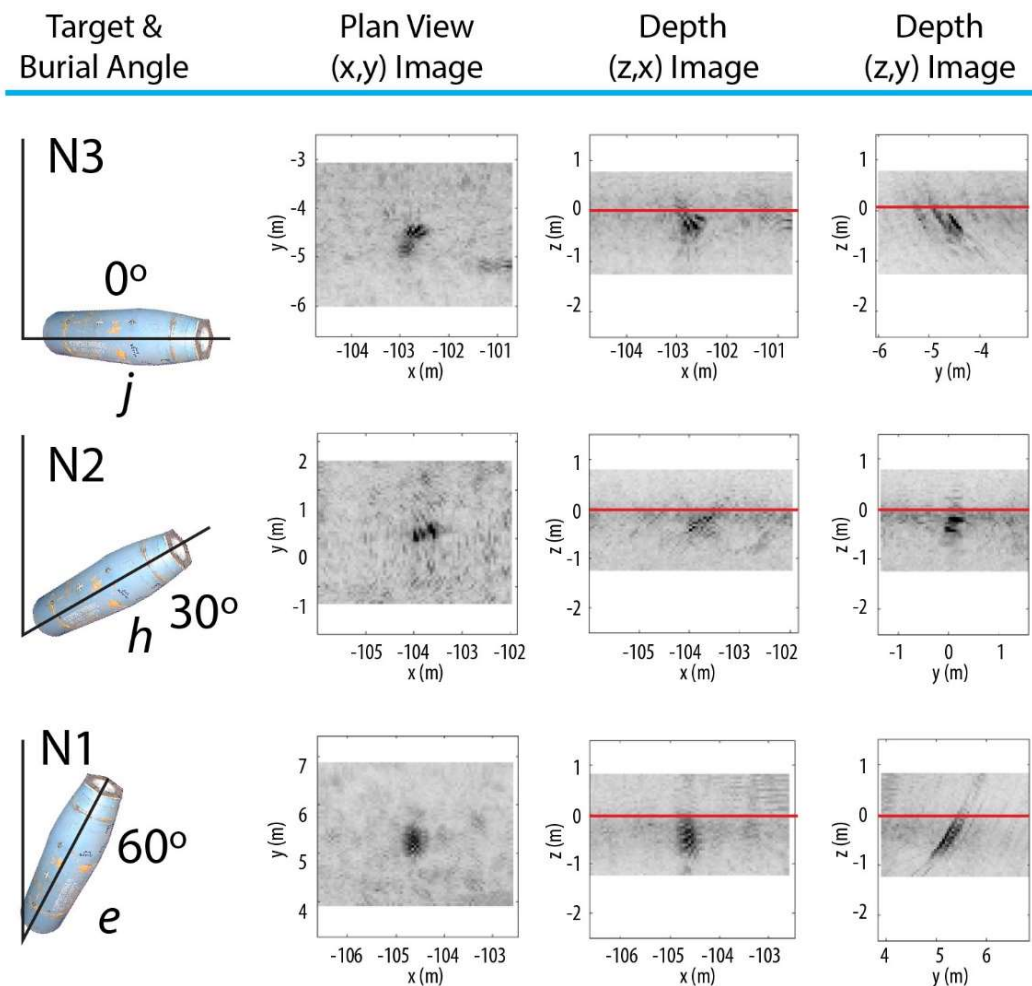 Target &
Burial Angle
Plan View
(x,y) Image
Depth
(z,x) Image
Depth
(z,y) Image
N3
0º
j
-3
-4
-5
-6
y (m)
-104 -103 -102 -101
x (m)
1
0
-1
-2
z (m)
-104 -103 -102 -101
x (m)
1
0
-1
-2
z (m)
-6 -5 -4 -3
y (m)
N2
30º
h
2
1
0
-1
y (m)
-105 -104 -103 -102
x (m)
1
0
-1
-2
z (m)
-105 -104 -103 -102
x (m)
1
0
-1
-2
z (m)
-1 0 1
y (m)
N1
60º
e
7
6
5
4
y (m)
-106 -105 -104 -103
x (m)
1
0
-1
-2
z (m)
-106 -105 -104 -103
x (m)
1
0
-1
-2
z (m)
4 5 6
y (m)